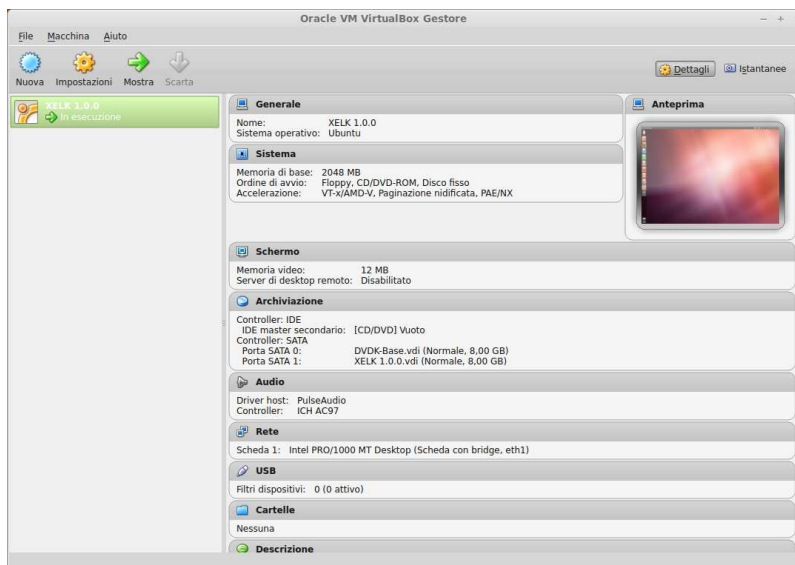 Oracle VM VirtualBox Gestore
File Macchina Aiuto
Nuova Impostazioni Mostra Scarta
Dettagli Istantanee
XELK 1.0.0
In esecuzione
Generale
Nome: XELK 1.0.0
Sistema operativo: Ubuntu
Anteprima
Sistema
Memoria di base: 2048 MB
Ordine di avvio: Floppy, CD/DVD-ROM, Disco fisso
Accelerazione: VT-x/AMD-V, Paginazione nidificata, PAE/NX
Schermo
Memoria video: 12 MB
Server di desktop remoto: Disabilitato
Archiviazione
Controller: IDE
IDE master secondario: [CD/DVD] Vuoto
Controller: SATA
Porta SATA 0: DVDK-Base.vdi (Normale, 8,00 GB)
Porta SATA 1: XELK 1.0.0.vdi (Normale, 8,00 GB)
Audio
Driver host: PulseAudio
Controller: ICH AC97
Rete
Scheda 1: Intel PRO/1000 MT Desktop (Scheda con bridge, eth1)
USB
Filtri dispositivi: 0 (0 attivo)
Cartelle
Nessuna
Descrizione